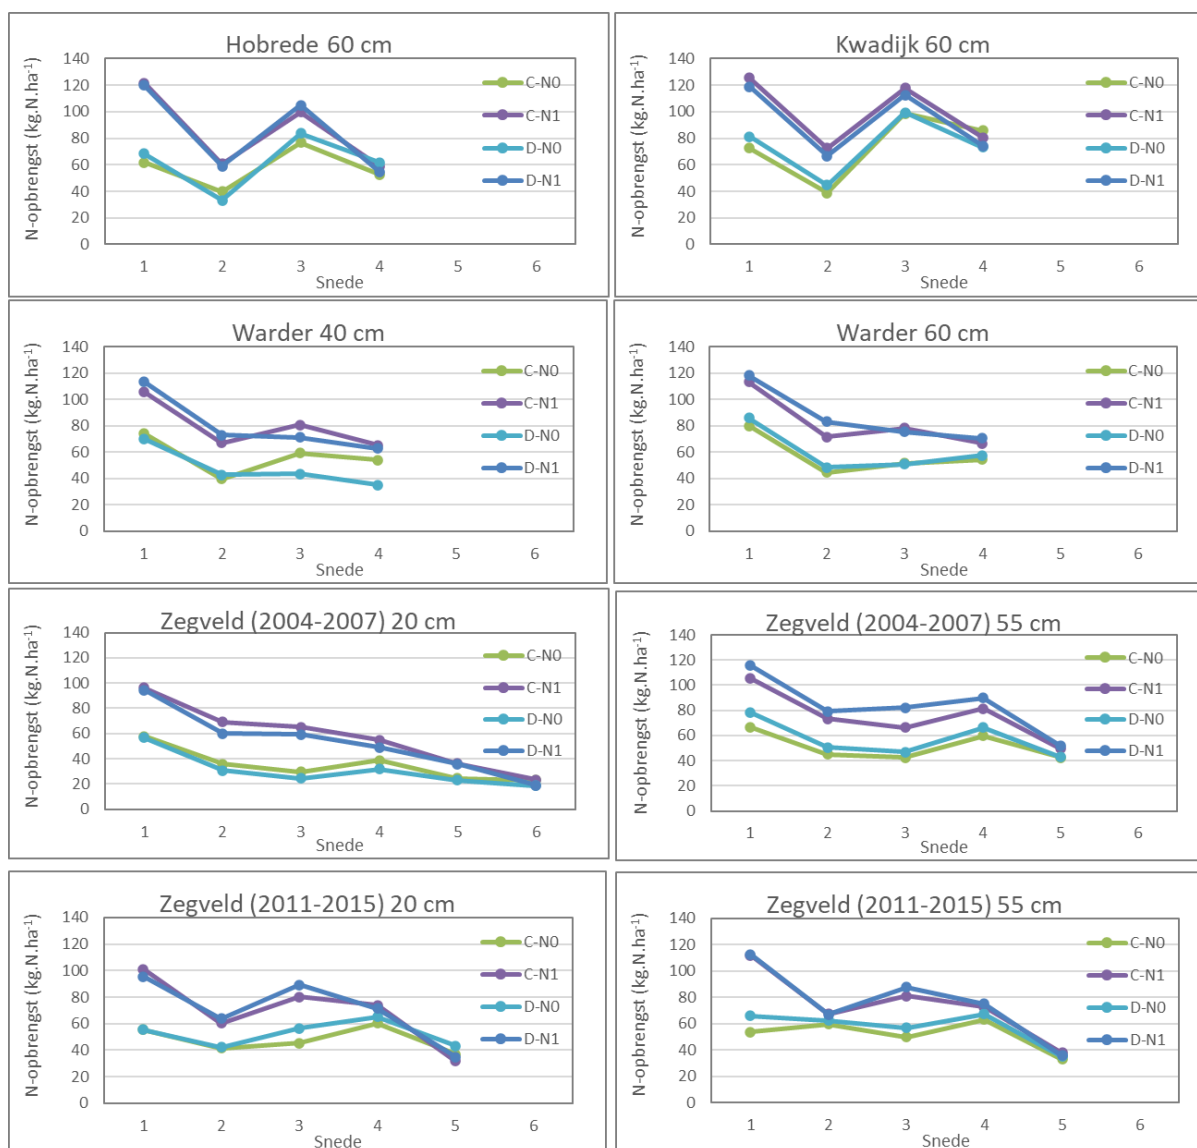 Hobrede 60 cm
N-opbrengst (kg.N.ha-1)
140
120
100
80
60
40
20
0
1 2 3 4 5 6
Snede
C-N0
C-N1
D-N0
D-N1
Kwadijk 60 cm
N-opbrengst (kg.N.ha-1)
140
120
100
80
60
40
20
0
1 2 3 4 5 6
Snede
C-N0
C-N1
D-N0
D-N1
Warder 40 cm
N-opbrengst (kg.N.ha-1)
140
120
100
80
60
40
20
0
1 2 3 4 5 6
Snede
C-N0
C-N1
D-N0
D-N1
Warder 60 cm
N-opbrengst (kg.N.ha-1)
140
120
100
80
60
40
20
0
1 2 3 4 5 6
Snede
C-N0
C-N1
D-N0
D-N1
Zegveld (2004-2007) 20 cm
N-opbrengst (kg.N.ha-1)
140
120
100
80
60
40
20
0
1 2 3 4 5 6
Snede
C-N0
C-N1
D-N0
D-N1
Zegveld (2004-2007) 55 cm
N-opbrengst (kg.N.ha-1)
140
120
100
80
60
40
20
0
1 2 3 4 5 6
Snede
C-N0
C-N1
D-N0
D-N1
Zegveld (2011-2015) 20 cm
N-opbrengst (kg.N.ha-1)
140
120
100
80
60
40
20
0
1 2 3 4 5 6
Snede
C-N0
C-N1
D-N0
D-N1
Zegveld (2011-2015) 55 cm
N-opbrengst (kg.N.ha-1)
140
120
100
80
60
40
20
0
1 2 3 4 5 6
Snede
C-N0
C-N1
D-N0
D-N1